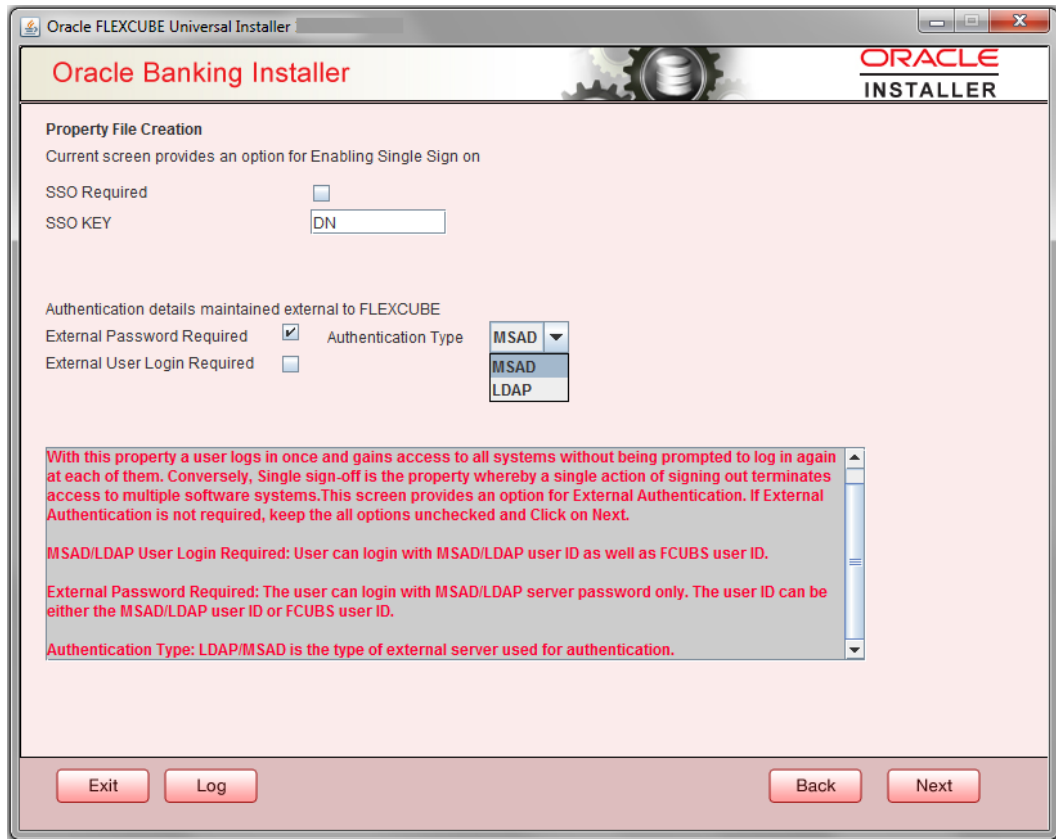 Oracle FLEXCUBE Universal Installer
Oracle Banking Installer
ORACLE
INSTALLER
Property File Creation
Current screen provides an option for Enabling Single Sign on
SSO Required
SSO KEY DN
Authentication details maintained external to FLEXCUBE
External Password Required Authentication Type MSAD
External User Login Required MSAD
LDAP
With this property a user logs in once and gains access to all systems without being prompted to log in again
at each of them. Conversely, Single sign-off is the property whereby a single action of signing out terminates
access to multiple software systems.This screen provides an option for External Authentication. If External
Authentication is not required, keep the all options unchecked and Click on Next.
MSAD/LDAP User Login Required: User can login with MSAD/LDAP user ID as well as FCUBS user ID.
External Password Required: The user can login with MSAD/LDAP server password only. The user ID can be
either the MSAD/LDAP user ID or FCUBS user ID.
Authentication Type: LDAP/MSAD is the type of external server used for authentication.
Exit Log Back Next